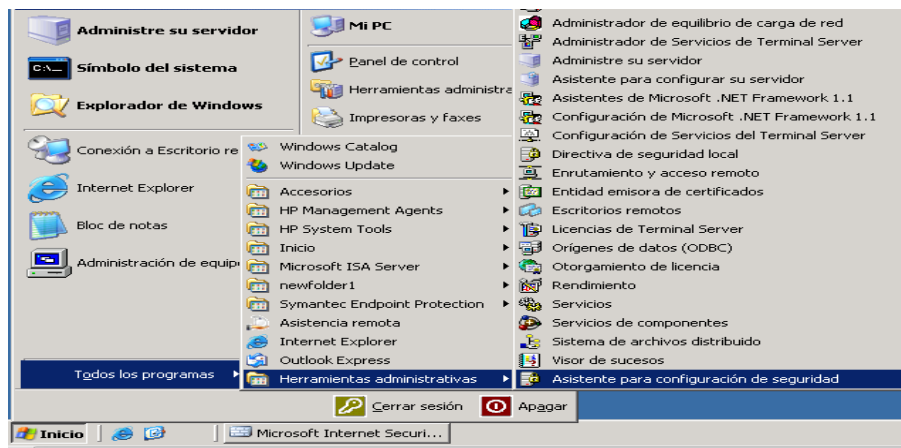 Administre su servidor
C:\_
Símbolo del sistema
Explorador de Windows
Conexión a Escritorio re
Internet Explorer
Bloc de notas
Administración de equip
Todos los programas
Mi PC
Panel de control
Herramientas administra
Impresoras y faxes
Windows Catalog
Windows Update
Accesorios
HP Management Agents
HP System Tools
Inicio
Microsoft ISA Server
newfolder1
Symantec Endpoint Protection
Asistencia remota
Internet Explorer
Outlook Express
Herramientas administrativas
Administrador de equilibrio de carga de red
Administrador de Servicios de Terminal Server
Administre su servidor
Asistente para configurar su servidor
Asistentes de Microsoft .NET Framework 1.1
Configuración de Microsoft .NET Framework 1.1
Configuración de Servicios del Terminal Server
Directiva de seguridad local
Enrutamiento y acceso remoto
Entidad emisora de certificados
Escritorios remotos
Licencias de Terminal Server
Orígenes de datos (ODBC)
Otorgamiento de licencia
Rendimiento
Servicios
Servicios de componentes
Sistema de archivos distribuido
Visor de sucesos
Asistente para configuración de seguridad
Cerrar sesión
Apagar
Inicio
Microsoft Internet Securi...